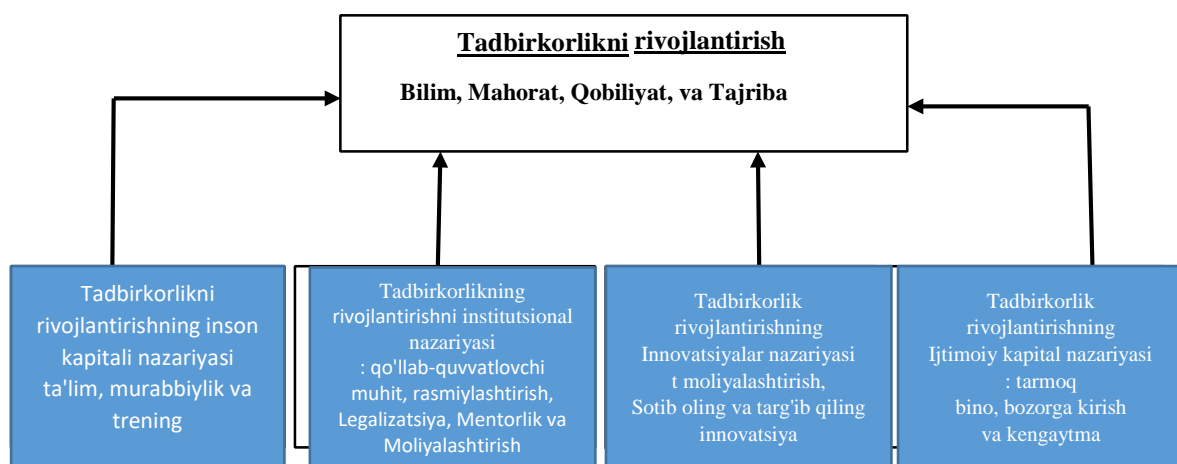 Tadbirkorlikni rivojlantirish
Bilim, Mahorat, Qobiliyat, va Tajriba
Tadbirkorlikni
rivojlantirishning inson
kapitali nazariyasi
ta'lim, murabbiylik va
trening
Tadbirkorlikning
rivojlantirishni institutsional
nazariyasi
: qo'llab-quvvatlovchi
muhit, rasmiylashtirish,
Legalizatsiya, Mentorlik va
Moliyalashtirish
Tadbirkorlik
rivojlantirishning
Innovatsiyalar nazariyasi
t moliyalashtirish,
Sotib oling va targ'ib qiling
innovatsiya
Tadbirkorlik
rivojlantirishning
Ijtimoiy kapital nazariyasi
: tarmoq
bino, bozorga kirish
va kengaytma